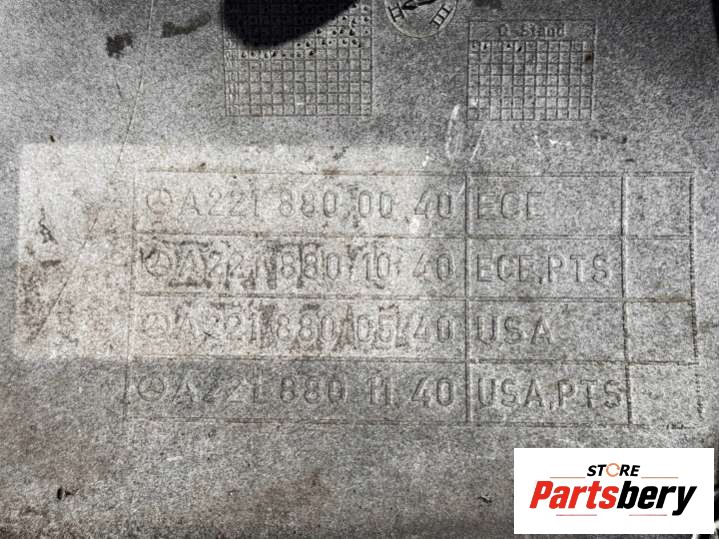 Q-Stand
A221 880 00 40 ECE
A221 880 10 40 ECE,PTS
A221 880 05 40 USA
A221 880 11 40 USA,PTS
STORE
Partsbery